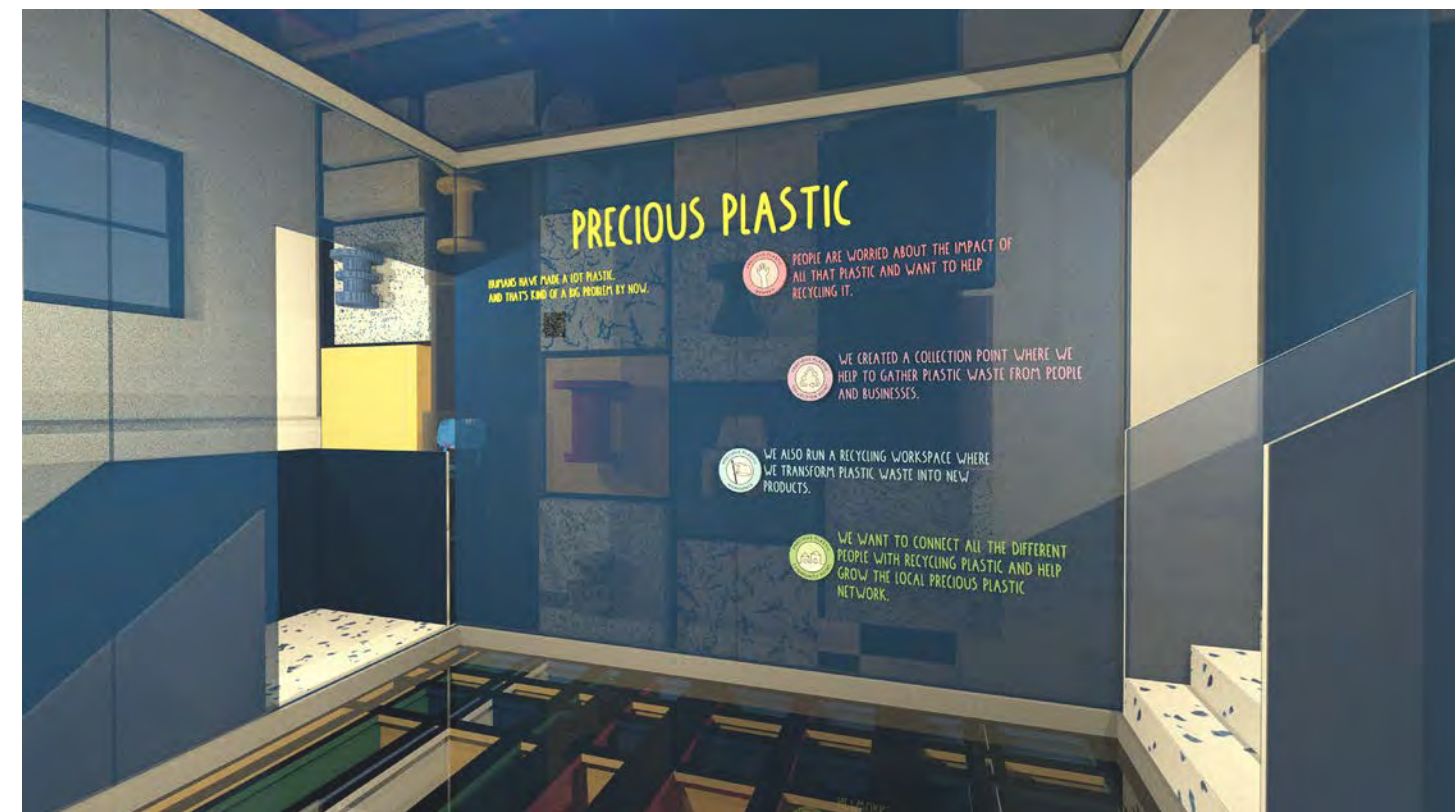 PRECIOUS PLASTIC
HUMANS HAVE MADE A LOT PLASTIC.
AND THAT'S KIND OF A BIG PROBLEM BY NOW.
PEOPLE ARE WORRIED ABOUT THE IMPACT OF
ALL THAT PLASTIC AND WANT TO HELP
RECYCLING IT.
WE CREATED A COLLECTION POINT WHERE WE
HELP TO GATHER PLASTIC WASTE FROM PEOPLE
AND BUSINESSES.
WE ALSO RUN A RECYCLING WORKSPACE WHERE
WE TRANSFORM PLASTIC WASTE INTO NEW
PRODUCTS.
WE WANT TO CONNECT ALL THE DIFFERENT
PEOPLE WITH RECYCLING PLASTIC AND HELP
GROW THE LOCAL PRECIOUS PLASTIC
NETWORK.